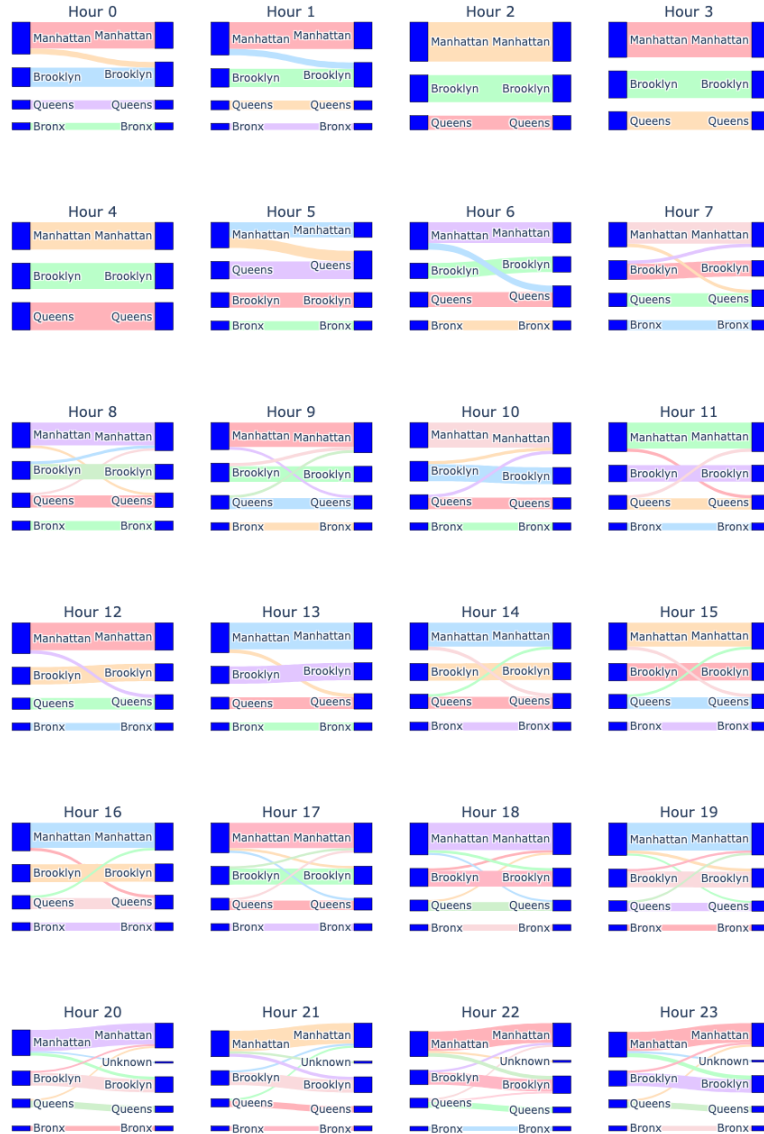 Hour 0 Hour 1 Hour 2 Hour 3
Manhattan Manhattan Manhattan Manhattan Manhattan Manhattan Manhattan Manhattan
Brooklyn Brooklyn Brooklyn Brooklyn Brooklyn Brooklyn Brooklyn Brooklyn
Queens Queens Queens Queens Queens Queens Queens Queens
Bronx Bronx Bronx Bronx
Hour 4 Hour 5 Hour 6 Hour 7
Manhattan Manhattan Manhattan Manhattan Manhattan Manhattan Manhattan Manhattan
Brooklyn Brooklyn Queens Queens Brooklyn Brooklyn Brooklyn Brooklyn
Queens Queens Brooklyn Brooklyn Queens Queens Queens Queens
Bronx Bronx Bronx Bronx Bronx Bronx
Hour 8 Hour 9 Hour 10 Hour 11
Manhattan Manhattan Manhattan Manhattan Manhattan Manhattan Manhattan Manhattan
Brooklyn Brooklyn Brooklyn Brooklyn Brooklyn Brooklyn Brooklyn Brooklyn
Queens Queens Queens Queens Queens Queens Queens Queens
Bronx Bronx Bronx Bronx Bronx Bronx Bronx Bronx
Hour 12 Hour 13 Hour 14 Hour 15
Manhattan Manhattan Manhattan Manhattan Manhattan Manhattan Manhattan Manhattan
Brooklyn Brooklyn Brooklyn Brooklyn Brooklyn Brooklyn Brooklyn Brooklyn
Queens Queens Queens Queens Queens Queens Queens Queens
Bronx Bronx Bronx Bronx Bronx Bronx Bronx Bronx
Hour 16 Hour 17 Hour 18 Hour 19
Manhattan Manhattan Manhattan Manhattan Manhattan Manhattan Manhattan Manhattan
Brooklyn Brooklyn Brooklyn Brooklyn Brooklyn Brooklyn Brooklyn Brooklyn
Queens Queens Queens Queens Queens Queens Queens Queens
Bronx Bronx Bronx Bronx Bronx Bronx Bronx Bronx
Hour 20 Hour 21 Hour 22 Hour 23
Manhattan Manhattan Manhattan Manhattan Manhattan Manhattan Manhattan Manhattan
Unknown Unknown Unknown Unknown
Brooklyn Brooklyn Brooklyn Brooklyn Brooklyn Brooklyn Brooklyn Brooklyn
Queens Queens Queens Queens Queens Queens Queens Queens
Bronx Bronx Bronx Bronx Bronx Bronx Bronx Bronx